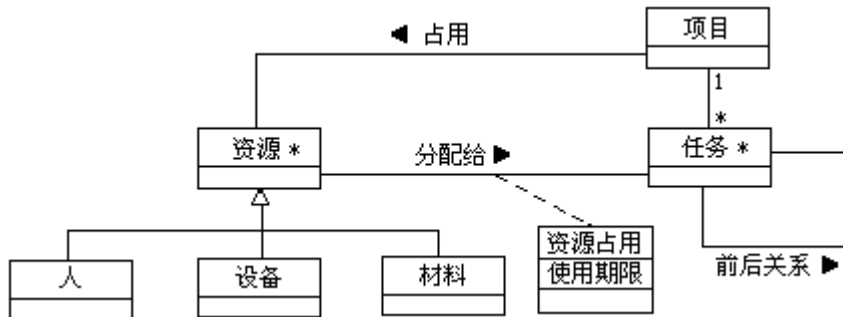 项目
◀ 占用
1
*
资源 *
分配给 ▶
任务 *
资源占用
使用期限
前后关系 ▶
人
设备
材料